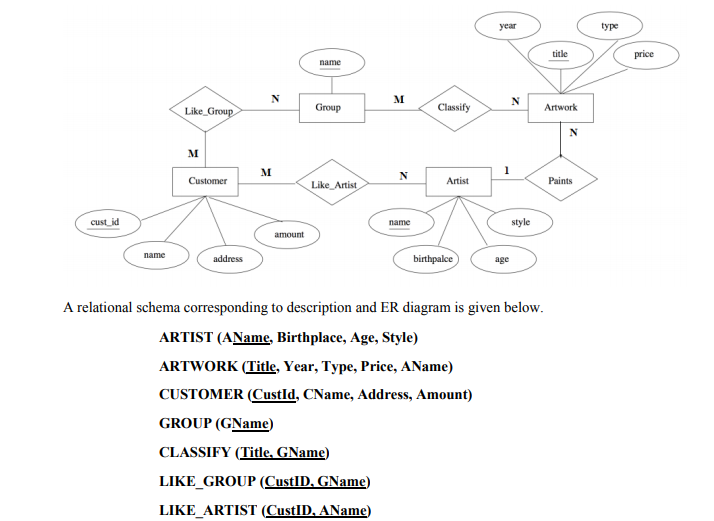 year
type
title
price
name
N
Group
M
Classify
N
Artwork
Like_Group
N
M
Customer
M
Like_Artist
N
Artist
1
Paints
cust_id
name
address
amount
name
birthpalce
age
style
A relational schema corresponding to description and ER diagram is given below.
ARTIST (AName, Birthplace, Age, Style)
ARTWORK (Title, Year, Type, Price, AName)
CUSTOMER (CustId, CName, Address, Amount)
GROUP (GName)
CLASSIFY (Title, GName)
LIKE_GROUP (CustID, GName)
LIKE_ARTIST (CustID, AName)